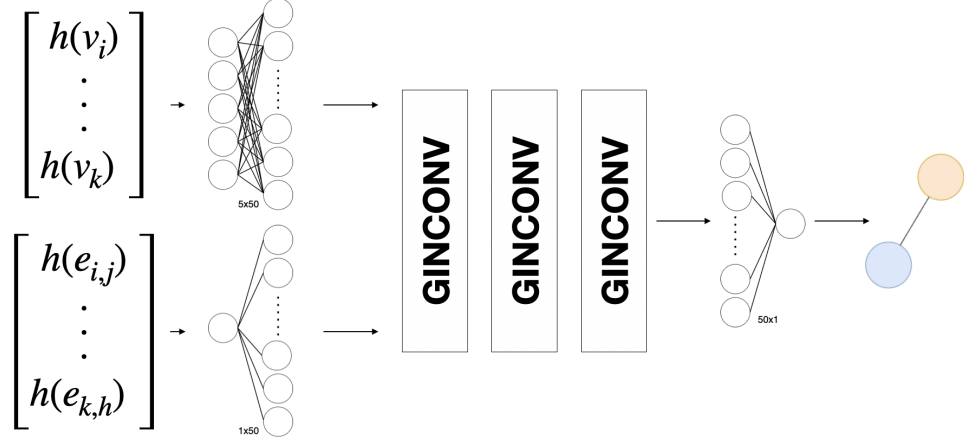 h(v_i)
.
.
.
h(v_k)
5x50
h(e_{i,j})
.
.
.
h(e_{k,h})
1x50
GINCONV
GINCONV
GINCONV
50x1